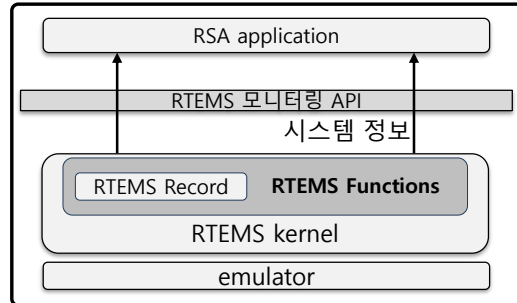 RSA application
RTEMS 모니터링 API
시스템 정보
RTEMS Record RTEMS Functions
RTEMS kernel
emulator